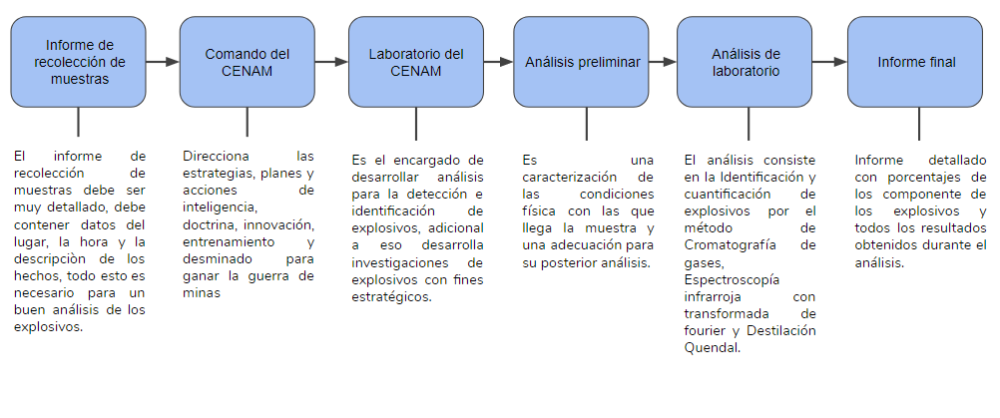 Informe de
recolección de
muestras
Comando del
CENAM
Laboratorio del
CENAM
Análisis preliminar
Análisis de
laboratorio
Informe final
El informe de
recolección de
muestras debe ser
muy detallado, debe
contener datos del
lugar, la hora y la
descripciòn de los
hechos, todo esto es
necesario para un
buen análisis de los
explosivos.
Direcciona las
estrategias, planes y
acciones de
inteligencia,
doctrina, innovación,
entrenamiento y
desminado para
ganar la guerra de
minas
Es el encargado de
desarrollar análisis
para la detección e
identificación de
explosivos, adicional
a eso desarrolla
investigaciones de
explosivos con fines
estratégicos.
Es una
caracterización de
las condiciones
física con las que
llega la muestra y
una adecuación para
su posterior análisis.
El análisis consiste
en la Identificación y
cuantificación de
explosivos por el
método de
Cromatografía de
gases,
Espectroscopía
infrarroja con
transformada de
fourier y Destilación
Quendal.
Informe detallado
con porcentajes de
los componente de
los explosivos y
todos los resultados
obtenidos durante el
análisis.